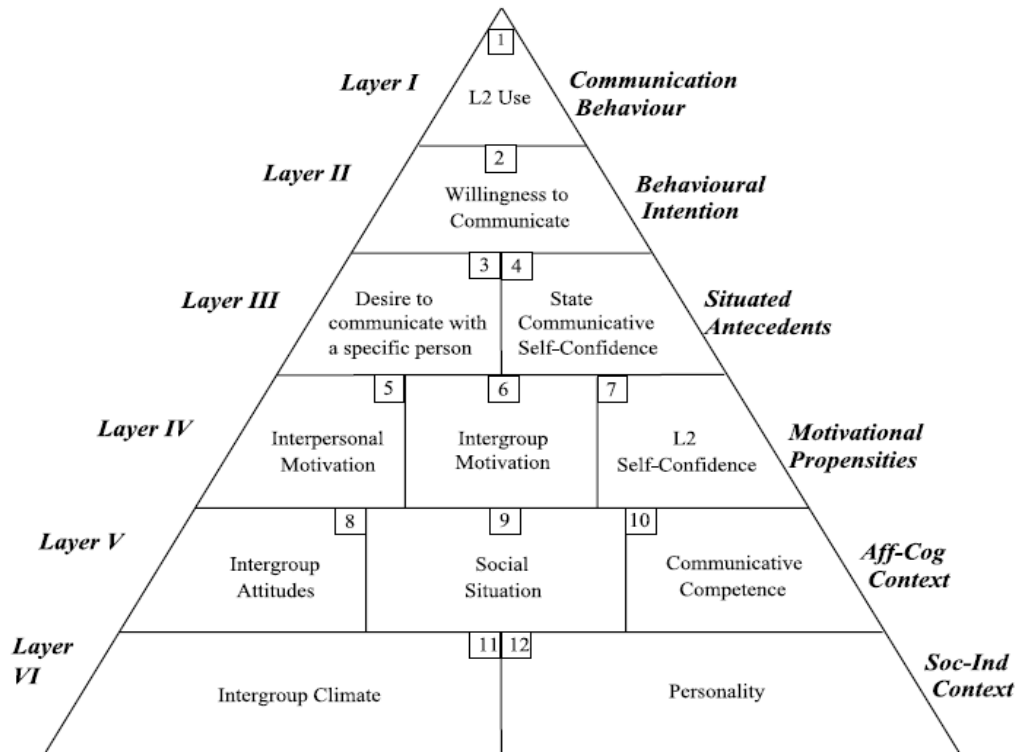 1
Layer I
L2 Use
Communication
Behaviour
2
Layer II
Willingness to
Communicate
Behavioural
Intention
3
4
Layer III
Desire to
communicate with
a specific person
State
Communicative
Self-Confidence
Situated
Antecedents
5
6
7
Layer IV
Interpersonal
Motivation
Intergroup
Motivation
L2
Self-Confidence
Motivational
Propensities
8
9
10
Layer V
Intergroup
Attitudes
Social
Situation
Communicative
Competence
Aff-Cog
Context
11
12
Layer
VI
Intergroup Climate
Personality
Soc-Ind
Context